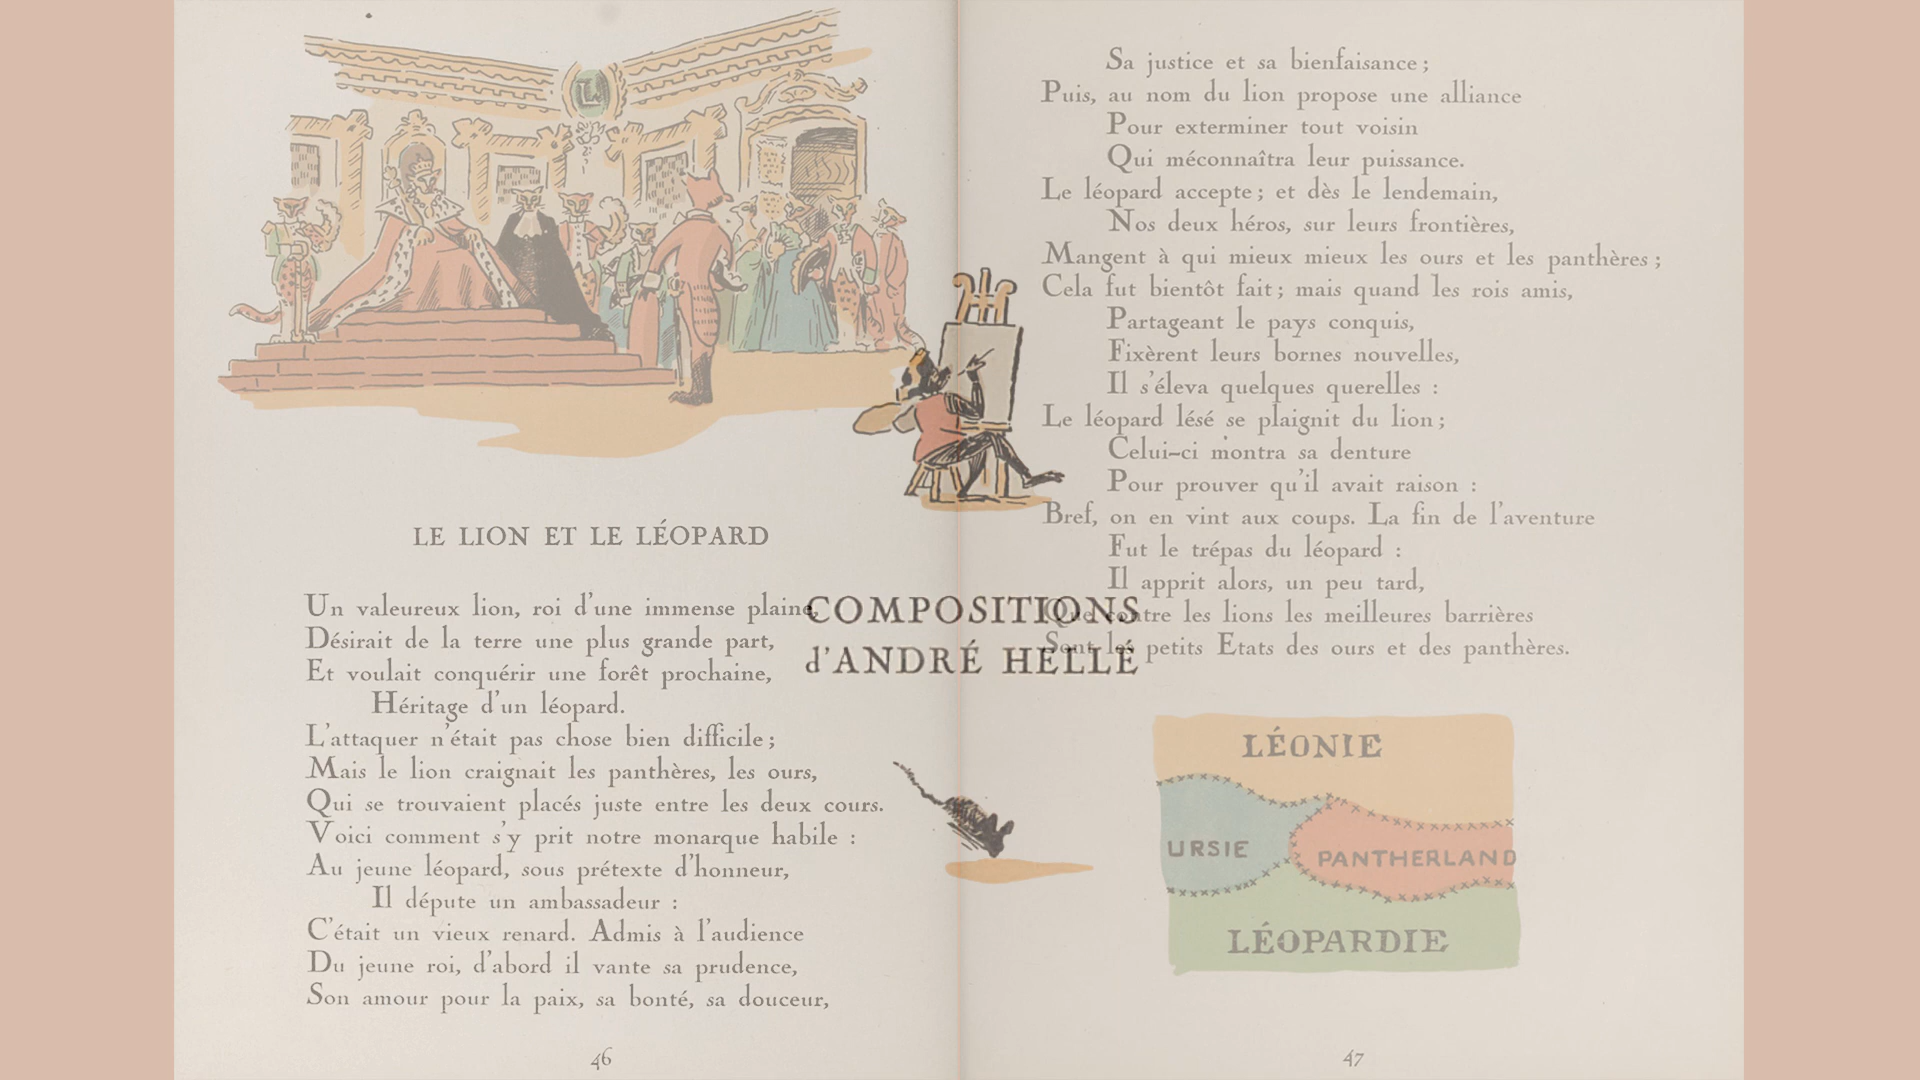 L
LE LION ET LE LÉOPARD
Un valeureux lion, roi d'une immense plaine,
Désirait de la terre une plus grande part,
Et voulait conquérir une forêt prochaine,
Héritage d'un léopard.
L'attaquer n'était pas chose bien difficile ;
Mais le lion craignait les panthères, les ours,
Qui se trouvaient placés juste entre les deux cours.
Voici comment s'y prit notre monarque habile :
Au jeune léopard, sous prétexte d'honneur,
Il députe un ambassadeur :
C'était un vieux renard. Admis à l'audience
Du jeune roi, d'abord il vante sa prudence,
Son amour pour la paix, sa bonté, sa douceur,
46
COMPOSITIONS
d'ANDRÉ HELLÉ
Sa justice et sa bienfaisance ;
Puis, au nom du lion propose une alliance
Pour exterminer tout voisin
Qui méconnaîtra leur puissance.
Le léopard accepte ; et dès le lendemain,
Nos deux héros, sur leurs frontières,
Mangent à qui mieux mieux les ours et les panthères ;
Cela fut bientôt fait ; mais quand les rois amis,
Partageant le pays conquis,
Fixèrent leurs bornes nouvelles,
Il s'éleva quelques querelles :
Le léopard lésé se plaignit du lion ;
Celui-ci montra sa denture
Pour prouver qu'il avait raison :
Bref, on en vint aux coups. La fin de l'aventure
Fut le trépas du léopard :
Il apprit alors, un peu tard,
Que contre les lions les meilleures barrières
Sont les petits Etats des ours et des panthères.
LÉONIE
URSIE
PANTHERLAND
LÉOPARDIE
47